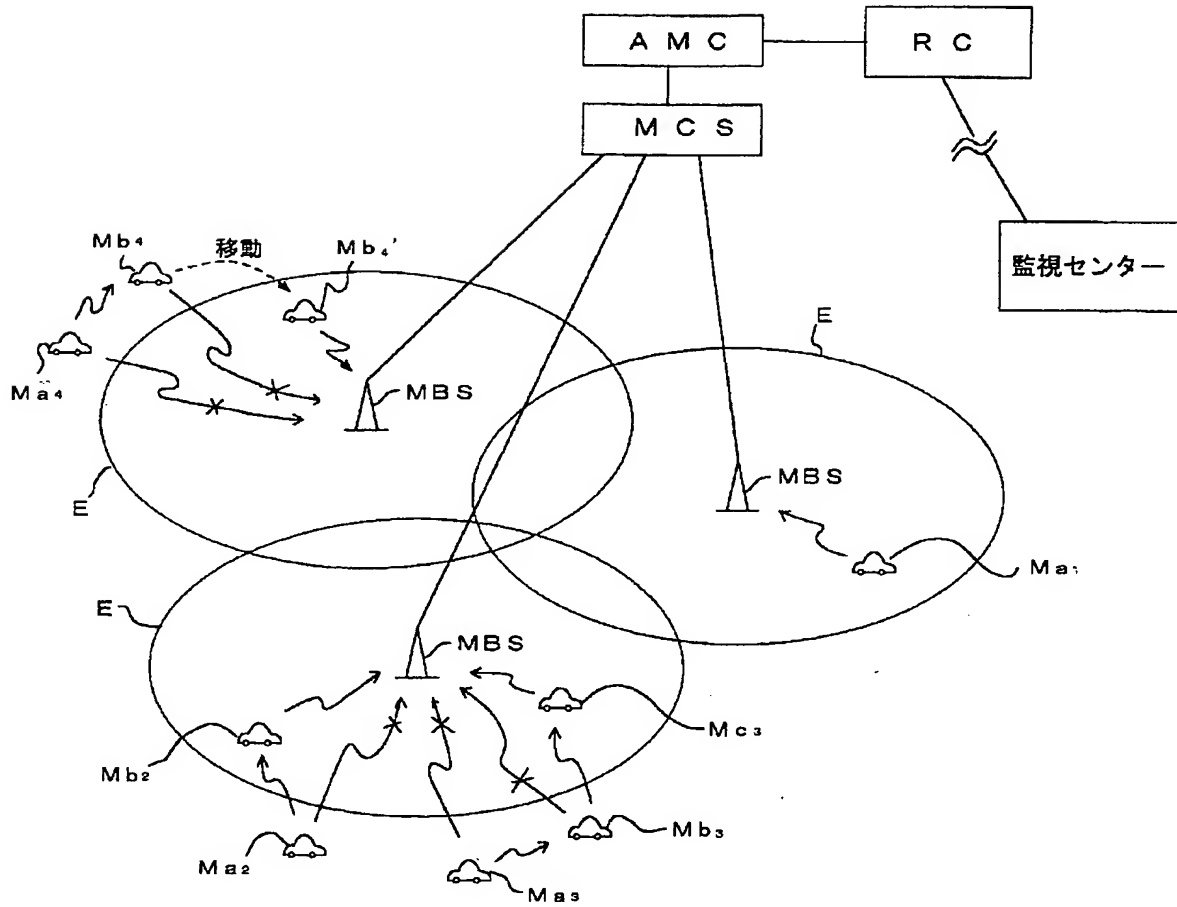 AMC
RC
MCS
監視センター
Mb₄
移動
Mb₄'
Ma₄
MBS
E
E
MBS
Ma₁
E
MBS
Mb₂
Mc₃
Ma₂
Mb₃
Ma₃